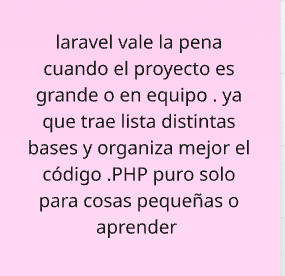 laravel vale la pena
cuando el proyecto es
grande o en equipo . ya
que trae lista distintas
bases y organiza mejor el
código .PHP puro solo
para cosas pequeñas o
aprender